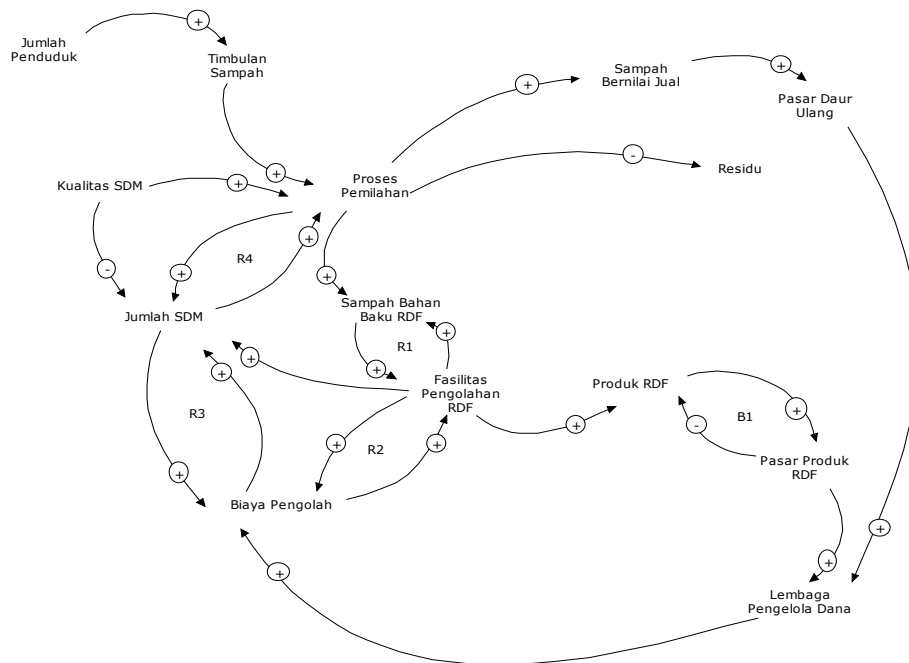 Jumlah
Penduduk
+
Timbulan
Sampah
+
Sampah
Bernilai Jual
+
Pasar Daur
Ulang
+
Kualitas SDM
+
Proses
Pemilahan
-
Residu
-
+
R4
+
+
Jumlah SDM
Sampah Bahan
Baku RDF
+
R1
+
+
+
Fasilitas
Pengolahan
RDF
Produk RDF
+
B1
-
R3
+
R2
+
+
Pasar Produk
RDF
+
Biaya Pengolah
+
+
+
Lembaga
Pengelola Dana